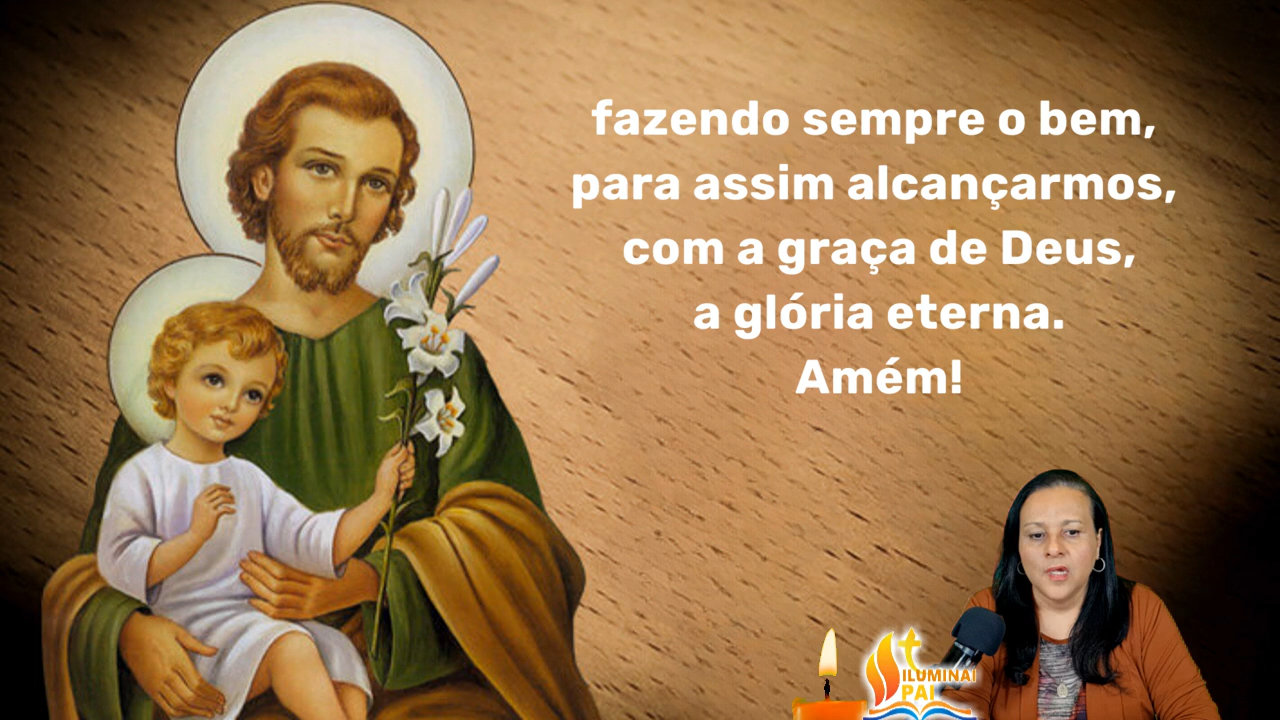 fazendo sempre o bem,
para assim alcançarmos,
com a graça de Deus,
a glória eterna.
Amém!
ILUMINAI
PAI